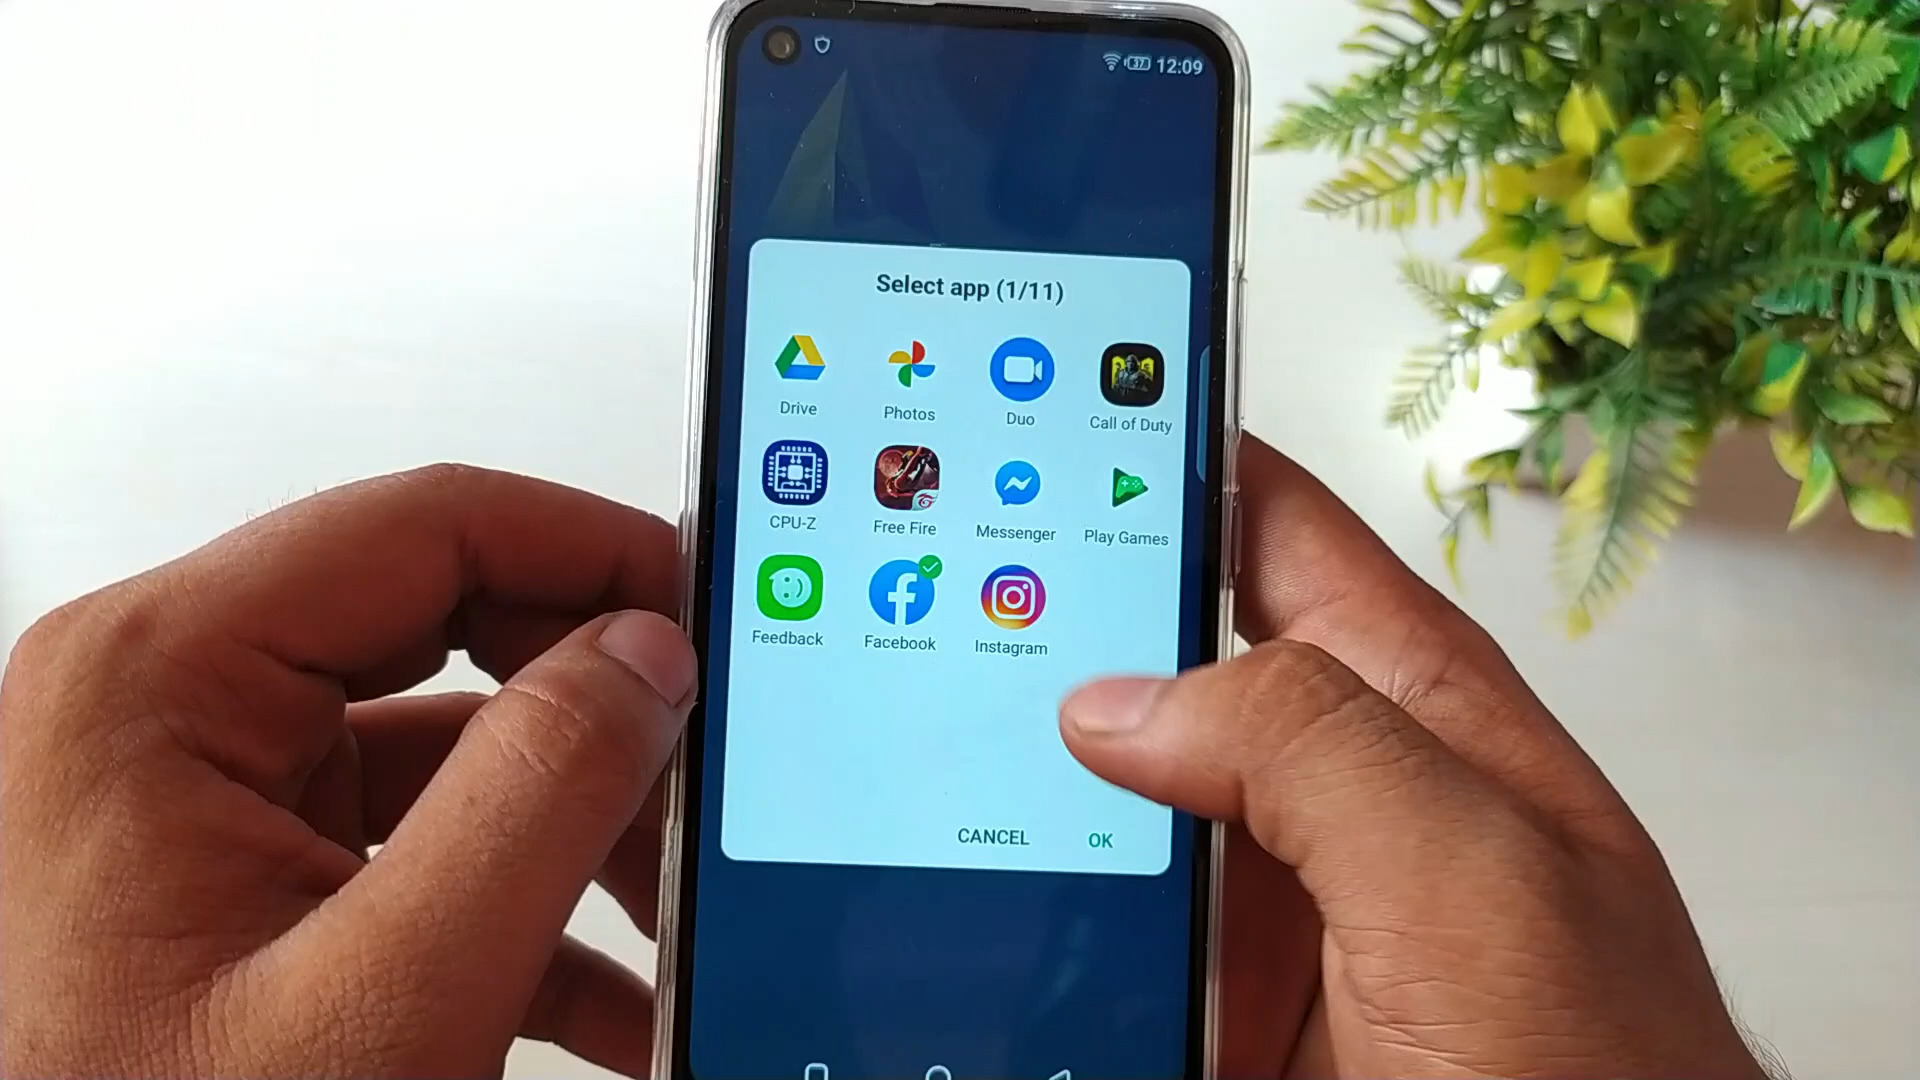 37 12:09
Select app (1/11)
Drive Photos Duo Call of Duty
CPU-Z Free Fire Messenger Play Games
Feedback Facebook Instagram
CANCEL OK